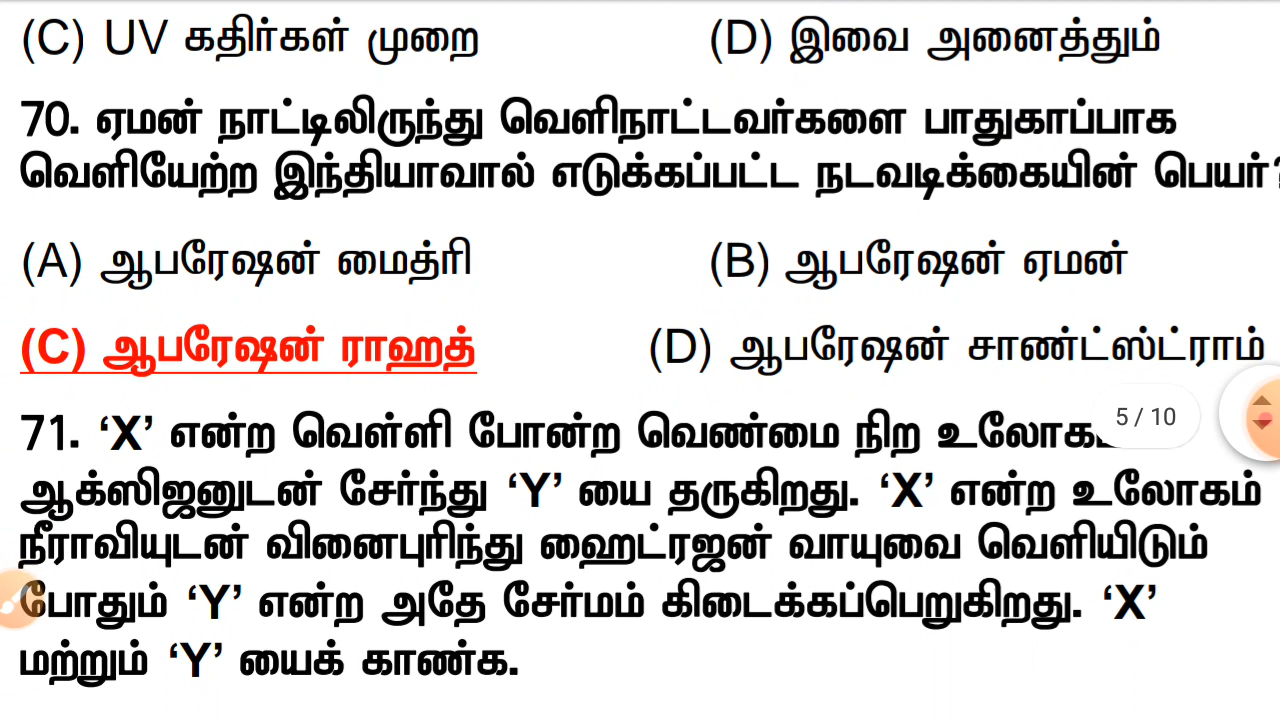 (C) UV கதிர்கள் முறை (D) இவை அனைத்தும்
70. ஏமன் நாட்டிலிருந்து வெளிநாட்டவர்களை பாதுகாப்பாக
வெளியேற்ற இந்தியாவால் எடுக்கப்பட்ட நடவடிக்கையின் பெயர்?
(A) ஆபரேஷன் மைத்ரி (B) ஆபரேஷன் ஏமன்
(C) ஆபரேஷன் ராஹத் (D) ஆபரேஷன் சாண்ட்ஸ்ட்ராம்
5 / 10
71. ‘X’ என்ற வெள்ளி போன்ற வெண்மை நிற
ஆக்ஸிஜனுடன் சேர்ந்து ‘Y’ யை தருகிறது. ‘X’ என்ற உலோகம்
நீராவியுடன் வினைபுரிந்து ஹைட்ரஜன் வாயுவை வெளியிடும்
போதும் ‘Y’ என்ற அதே சேர்மம் கிடைக்கப்பெறுகிறது. ‘X’
மற்றும் ‘Y’ யைக் காண்க.